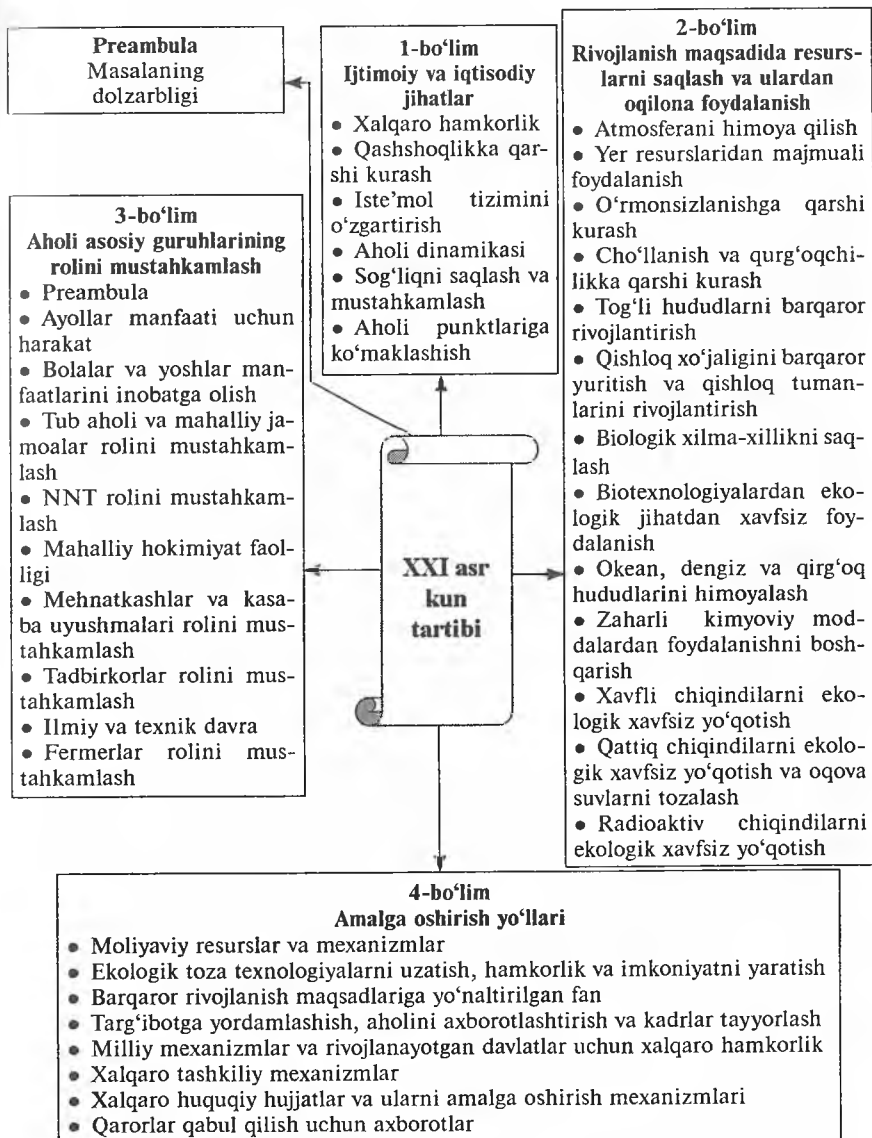 Preambula
Masalaning
dolzarbligi
1-bo‘lim
Ijtimoiy va iqtisodiy
jihatlar
• Xalqaro hamkorlik
• Qashshoqlikka qar-
shi kurash
• Iste’mol tizimini
o‘zgartirish
• Aholi dinamikasi
• Sog‘liqni saqlash va
mustahkamlash
• Aholi punktlariga
ko‘maklashish
2-bo‘lim
Rivojlanish maqsadida resurs-
larni saqlash va ulardan
oqilona foydalanish
• Atmosferani himoya qilish
• Yer resurslaridan majmuali
foydalanish
• O‘rmonsizlanishga qarshi
kurash
• Cho‘llanish va qurg‘oqchi-
likka qarshi kurash
• Tog‘li hududlarni barqaror
rivojlantirish
• Qishloq xo‘jaligini barqaror
yuritish va qishloq tuman-
larini rivojlantirish
• Biologik xilma-xillikni saq-
lash
• Biotexnologiyalardan eko-
logik jihatdan xavfsiz foy-
dalanish
• Okean, dengiz va qirg‘oq
hududlarini himoyalash
• Zaharli kimyoviy mod-
dalardan foydalanishni bosh-
qarish
• Xavfli chiqindilarni eko-
logik xavfsiz yo‘qotish
• Qattiq chiqindilarni ekolo-
gik xavfsiz yo‘qotish va oqova
suvlarni tozalash
• Radioaktiv chiqindilarni
ekologik xavfsiz yo‘qotish
3-bo‘lim
Aholi asosiy guruhlarining
rolini mustahkamlash
• Preambula
• Ayollar manfaati uchun
harakat
• Bolalar va yoshlar man-
faatlarini inobatga olish
• Tub aholi va mahalliy ja-
moalar rolini mustahkam-
lash
• NNT rolini mustahkam-
lash
• Mahalliy hokimiyat faol-
ligi
• Mehnatkashlar va kasa-
ba uyushmalari rolini mus-
tahkamlash
• Tadbirkorlar rolini mus-
tahkamlash
• Ilmiy va texnik davra
• Fermerlar rolini mus-
tahkamlash
XXI asr
kun
tartibi
4-bo‘lim
Amalga oshirish yo‘llari
• Moliyaviy resurslar va mexanizmlar
• Ekologik toza texnologiyalarni uzatish, hamkorlik va imkoniyatni yaratish
• Barqaror rivojlanish maqsadlariga yo‘naltirilgan fan
• Targ‘ibotga yordamlashish, aholini axborotlashtirish va kadrlar tayyorlash
• Milliy mexanizmlar va rivojlanayotgan davlatlar uchun xalqaro hamkorlik
• Xalqaro tashkiliy mexanizmlar
• Xalqaro huquqiy hujjatlar va ularni amalga oshirish mexanizmlari
• Qarorlar qabul qilish uchun axborotlar